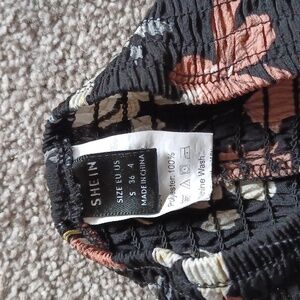 SHEIN
SIZE EU US
S 36 4
MADE IN CHINA
Polyester 100%
Machine Wash